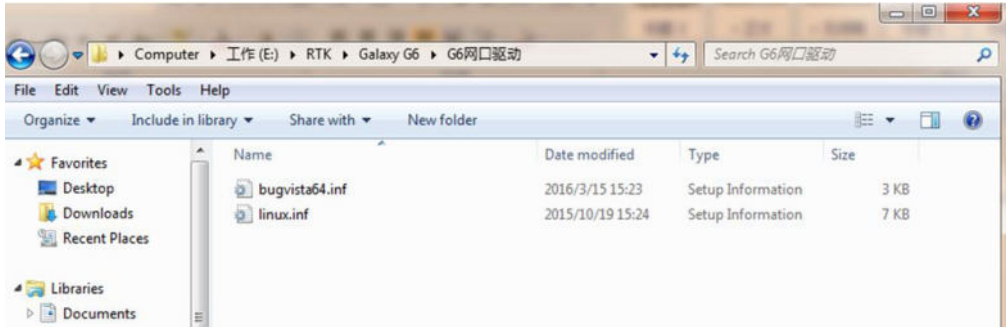 Computer ▸ 工作 (E:) ▸ RTK ▸ Galaxy G6 ▸ G6网口驱动
Search G6网口驱动
File Edit View Tools Help
Organize Include in library Share with New folder
Name Date modified Type Size
Favorites
Desktop
Downloads
Recent Places
Libraries
Documents
bugvista64.inf 2016/3/15 15:23 Setup Information 3 KB
linux.inf 2015/10/19 15:24 Setup Information 7 KB